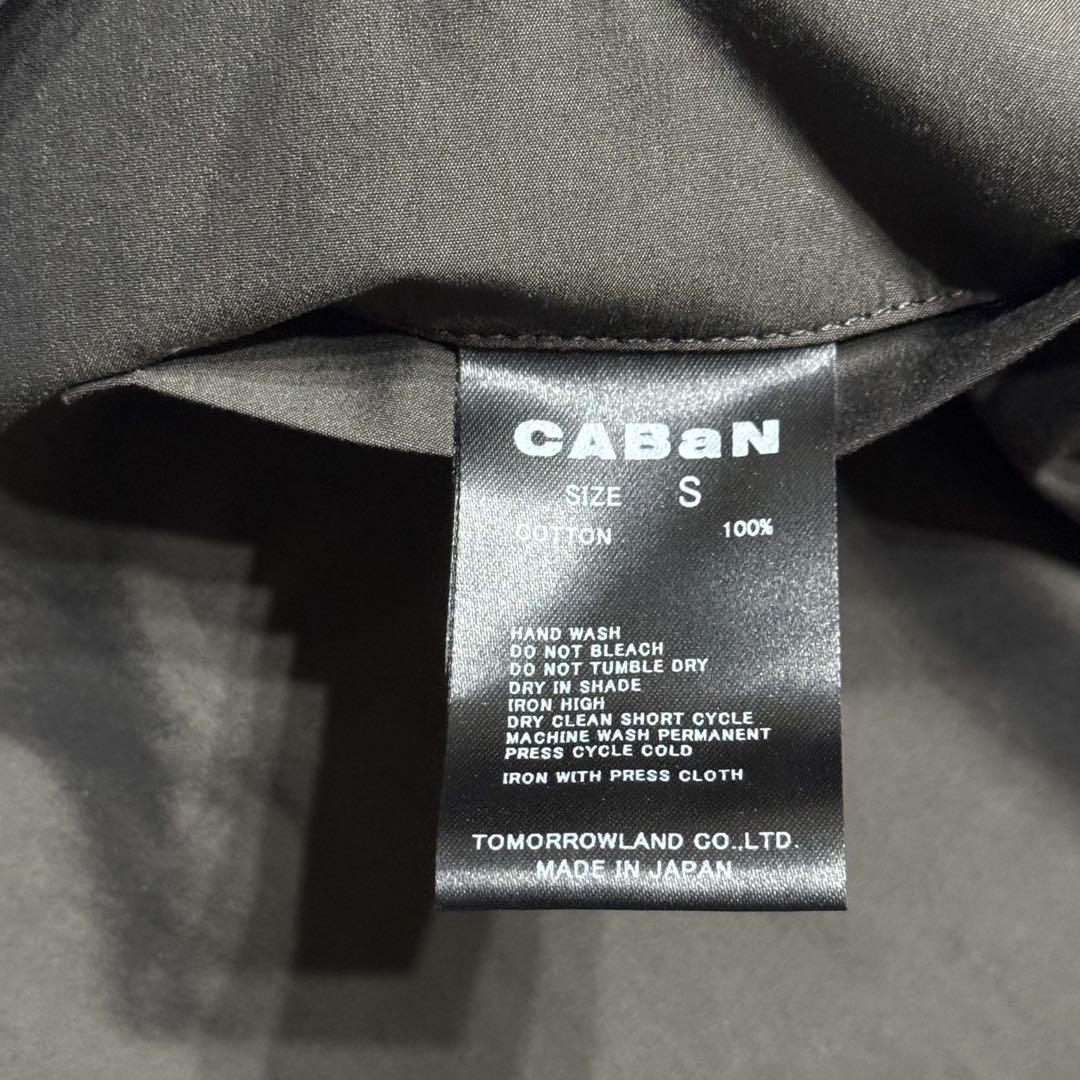 CABaN
SIZE S
COTTON 100%
HAND WASH
DO NOT BLEACH
DO NOT TUMBLE DRY
DRY IN SHADE
IRON HIGH
DRY CLEAN SHORT CYCLE
MACHINE WASH PERMANENT
PRESS CYCLE COLD
IRON WITH PRESS CLOTH
TOMORROWLAND CO.,LTD.
MADE IN JAPAN